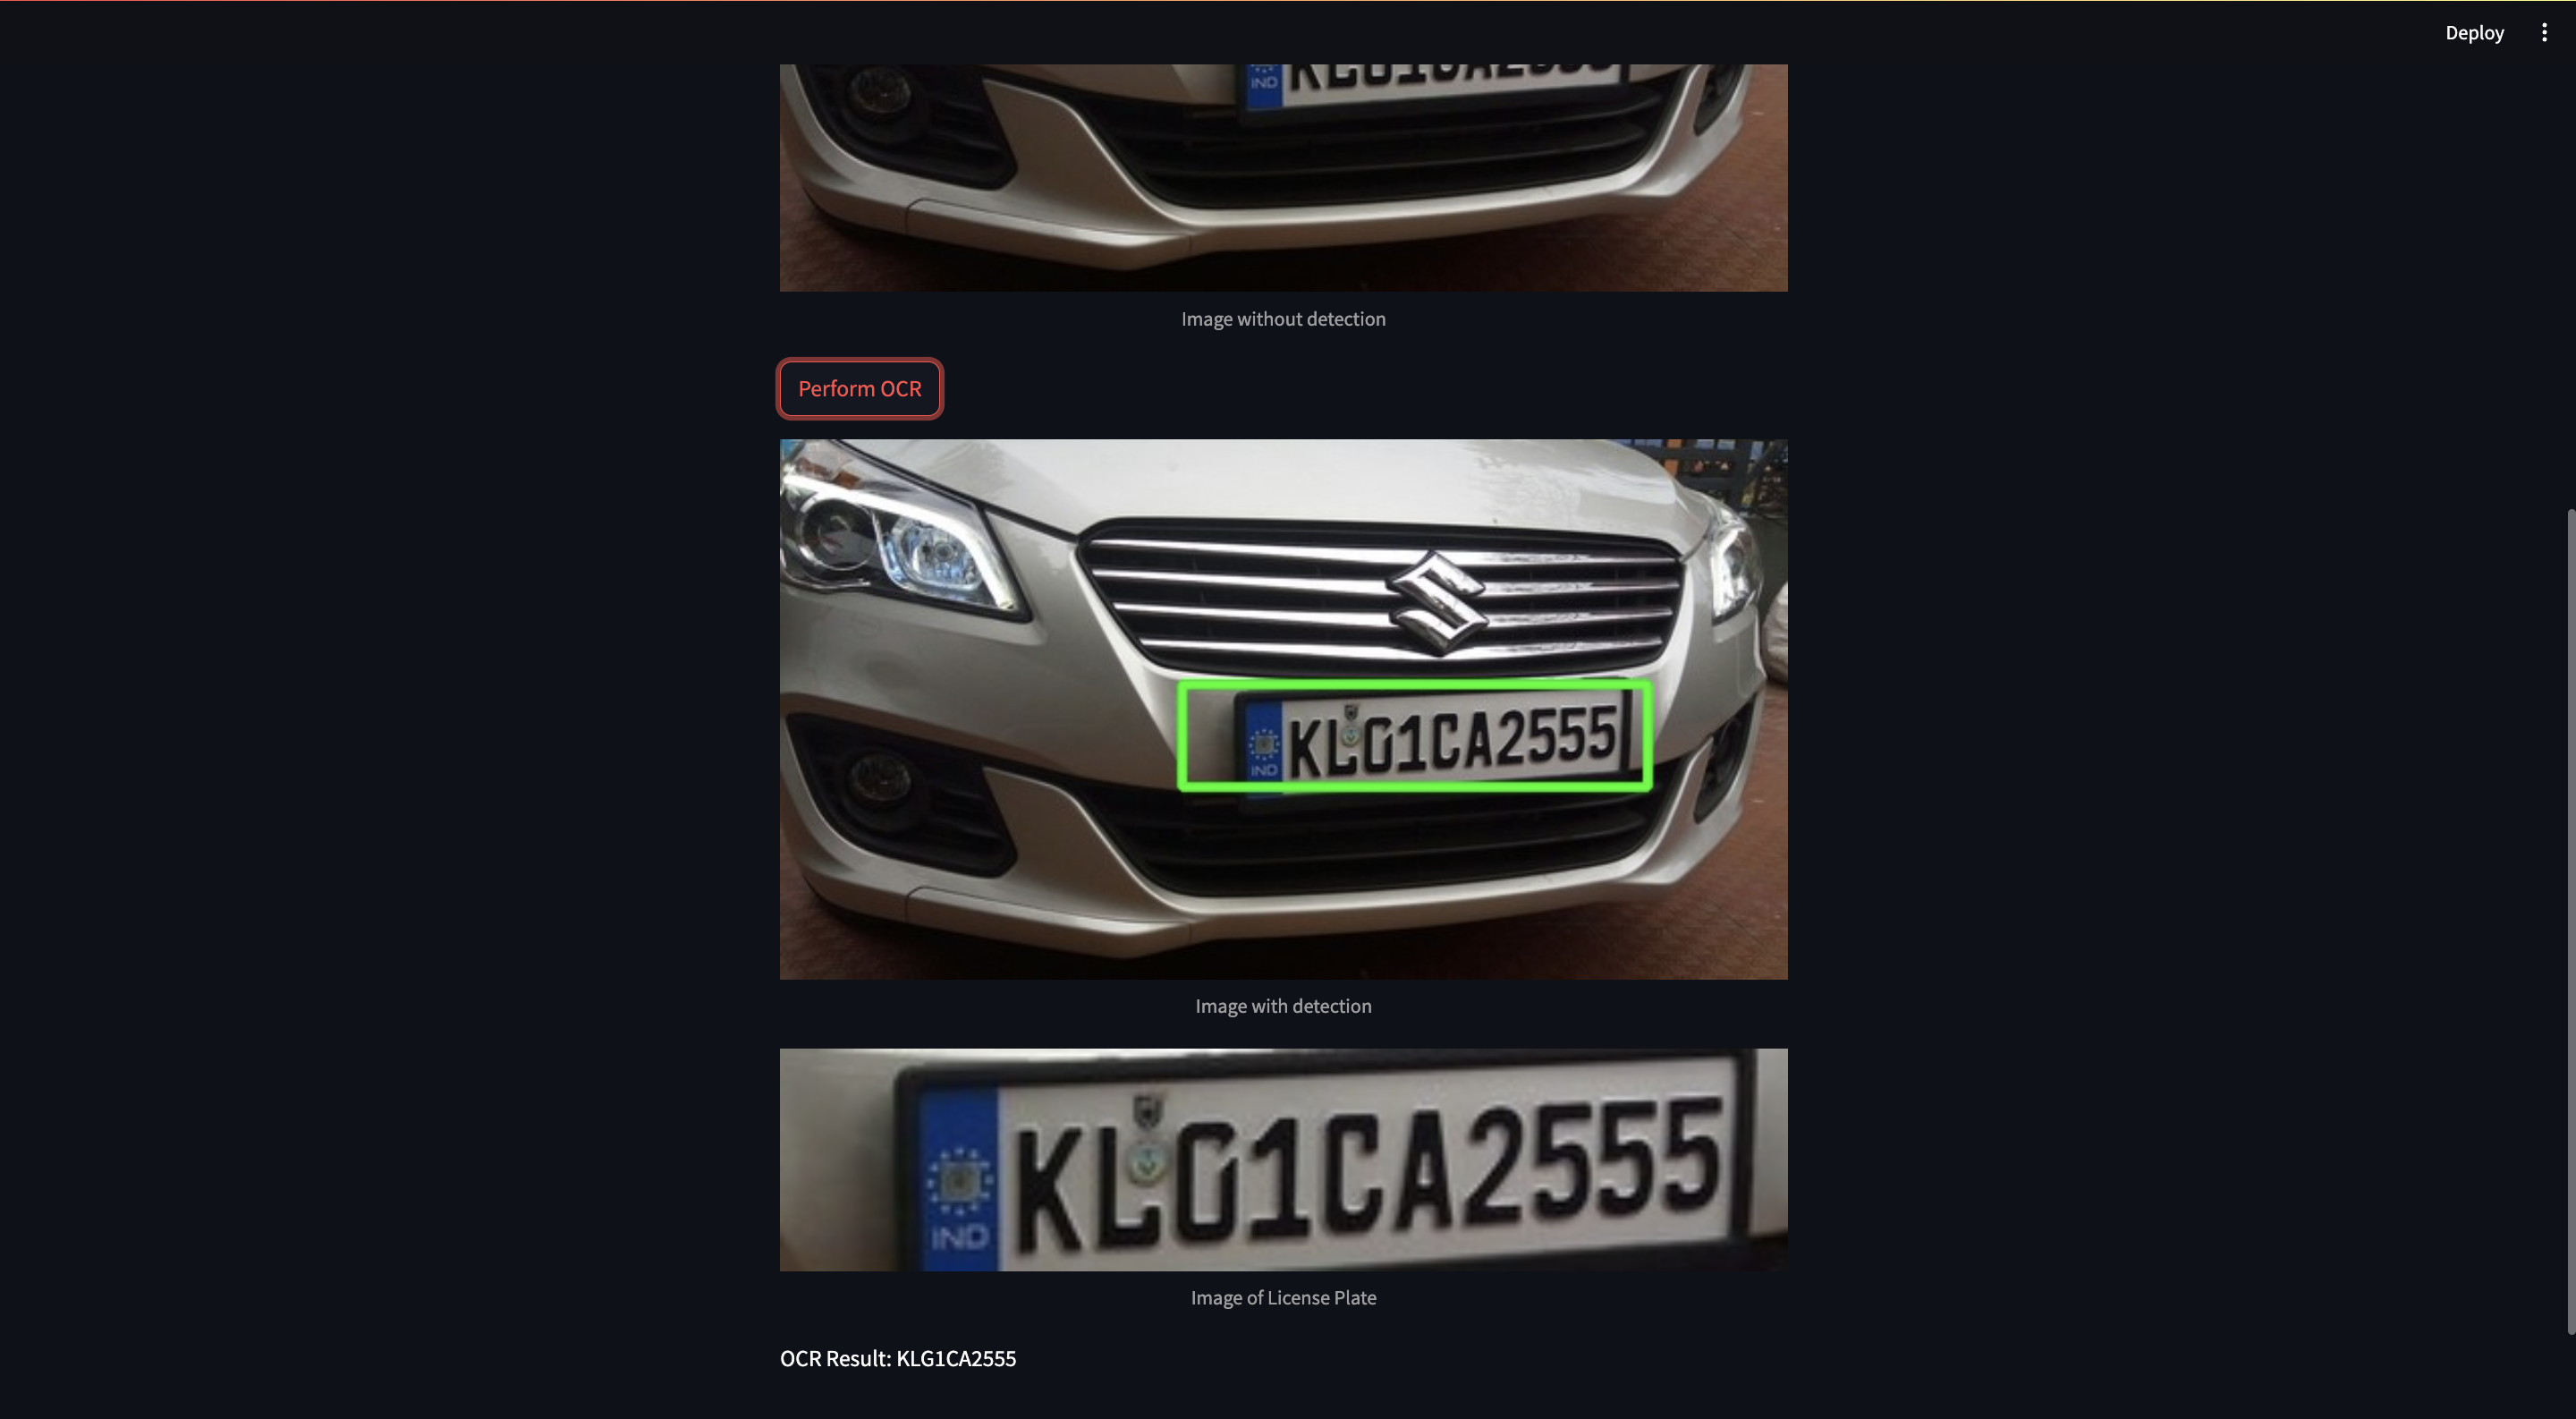 Deploy
IND KL01CA2555
Image without detection
Perform OCR
IND KL01CA2555
Image with detection
IND KL01CA2555
Image of License Plate
OCR Result: KLG1CA2555